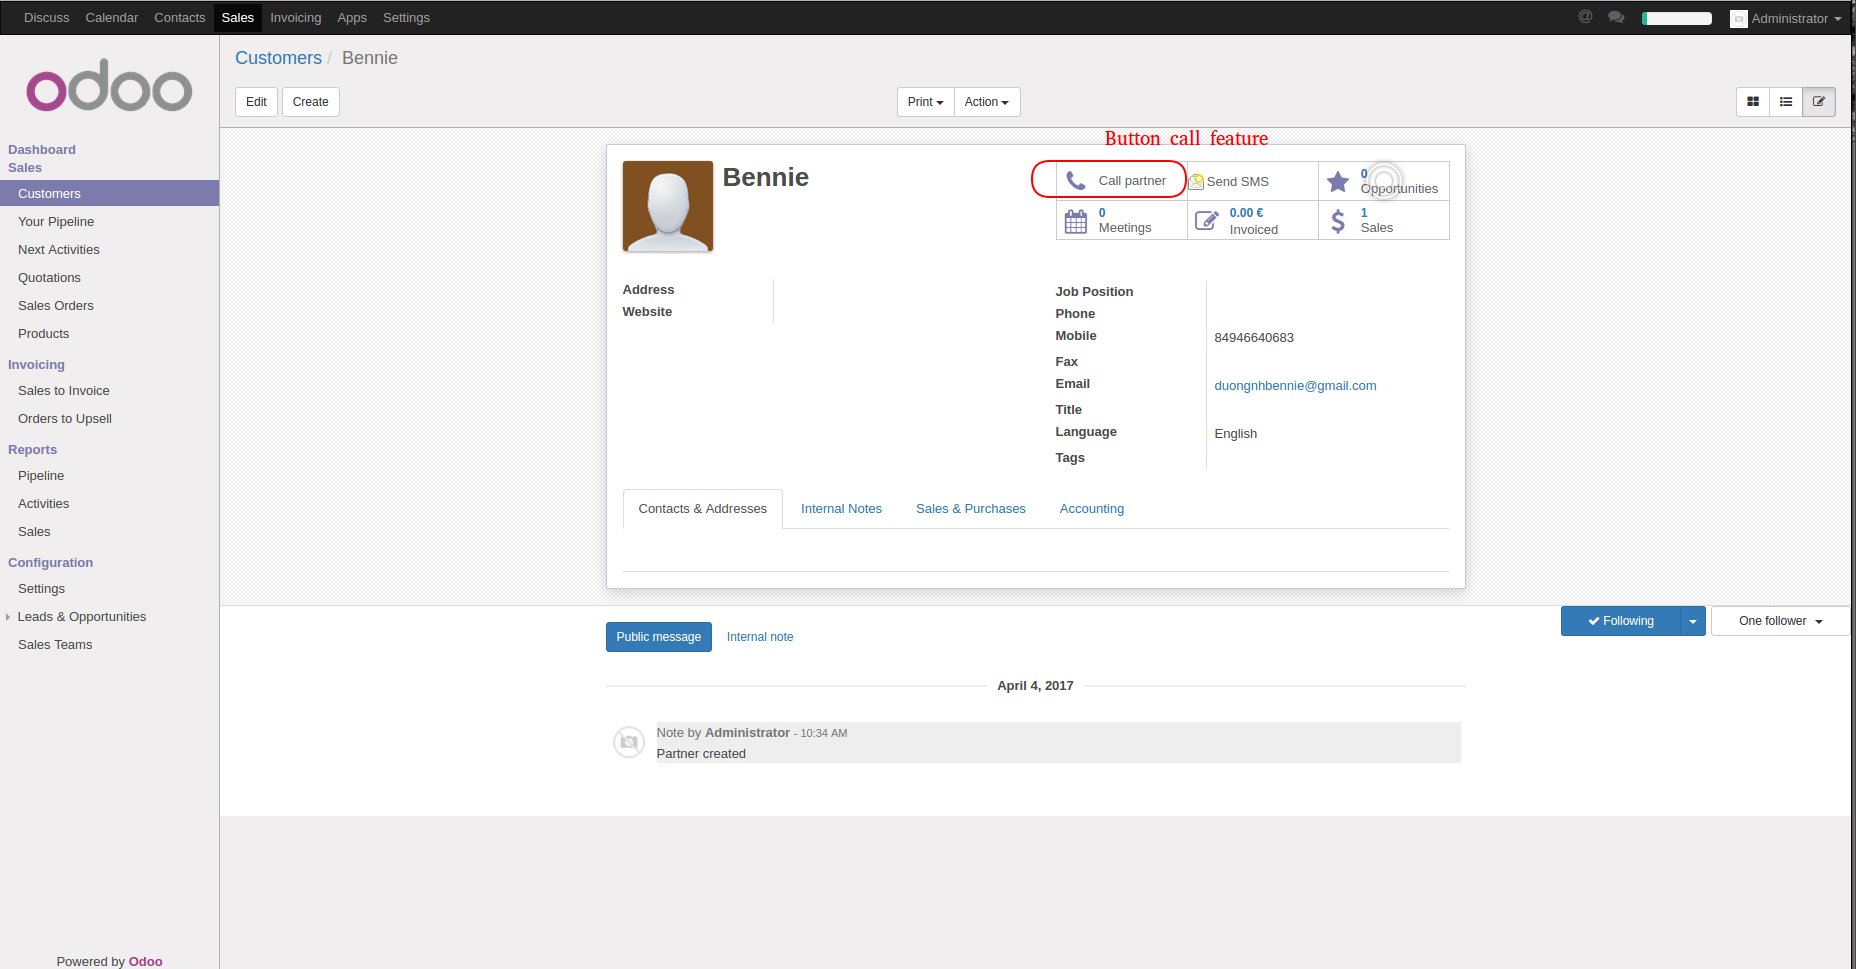 Discuss Calendar Contacts Sales Invoicing Apps Settings @ Administrator
odoo
Customers / Bennie
Edit Create Print Action
Dashboard
Sales
Customers
Your Pipeline
Next Activities
Quotations
Sales Orders
Products
Invoicing
Sales to Invoice
Orders to Upsell
Reports
Pipeline
Activities
Sales
Configuration
Settings
Leads & Opportunities
Sales Teams
Powered by Odoo
Button call feature
Bennie
Call partner
Send SMS
0
Opportunities
0
Meetings
0.00 €
Invoiced
1
Sales
Address
Website
Job Position
Phone
Mobile 84946640683
Fax
Email duongnhbennie@gmail.com
Title
Language English
Tags
Contacts & Addresses Internal Notes Sales & Purchases Accounting
Public message Internal note Following One follower
April 4, 2017
Note by Administrator - 10:34 AM
Partner created